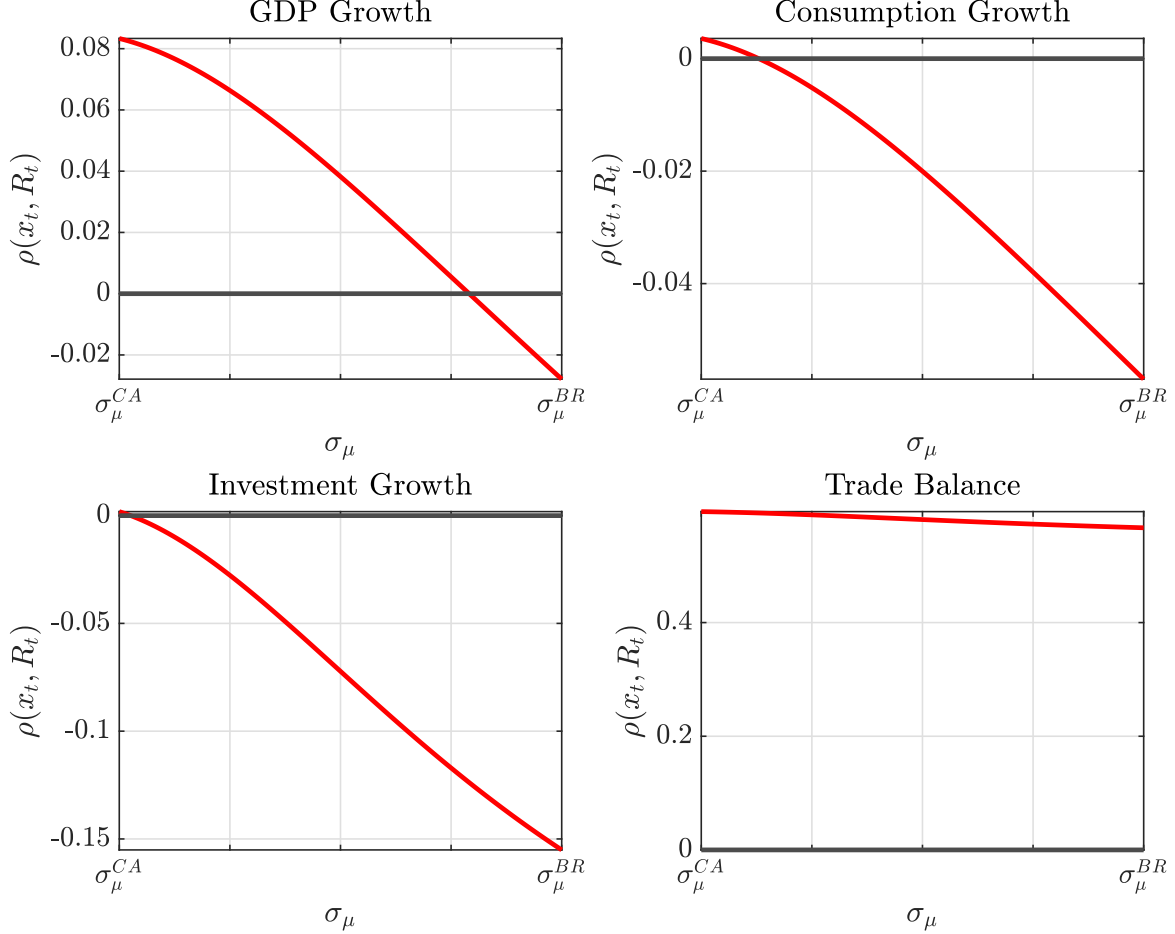 GDP Growth
0.08
0.06
0.04
0.02
0
-0.02
ρ(x_t, R_t)
σ_μ^{CA}
σ_μ^{BR}
σ_μ
Consumption Growth
0
-0.02
-0.04
ρ(x_t, R_t)
σ_μ^{CA}
σ_μ^{BR}
σ_μ
Investment Growth
0
-0.05
-0.1
-0.15
ρ(x_t, R_t)
σ_μ^{CA}
σ_μ^{BR}
σ_μ
Trade Balance
0.4
0.2
0
ρ(x_t, R_t)
σ_μ^{CA}
σ_μ^{BR}
σ_μ